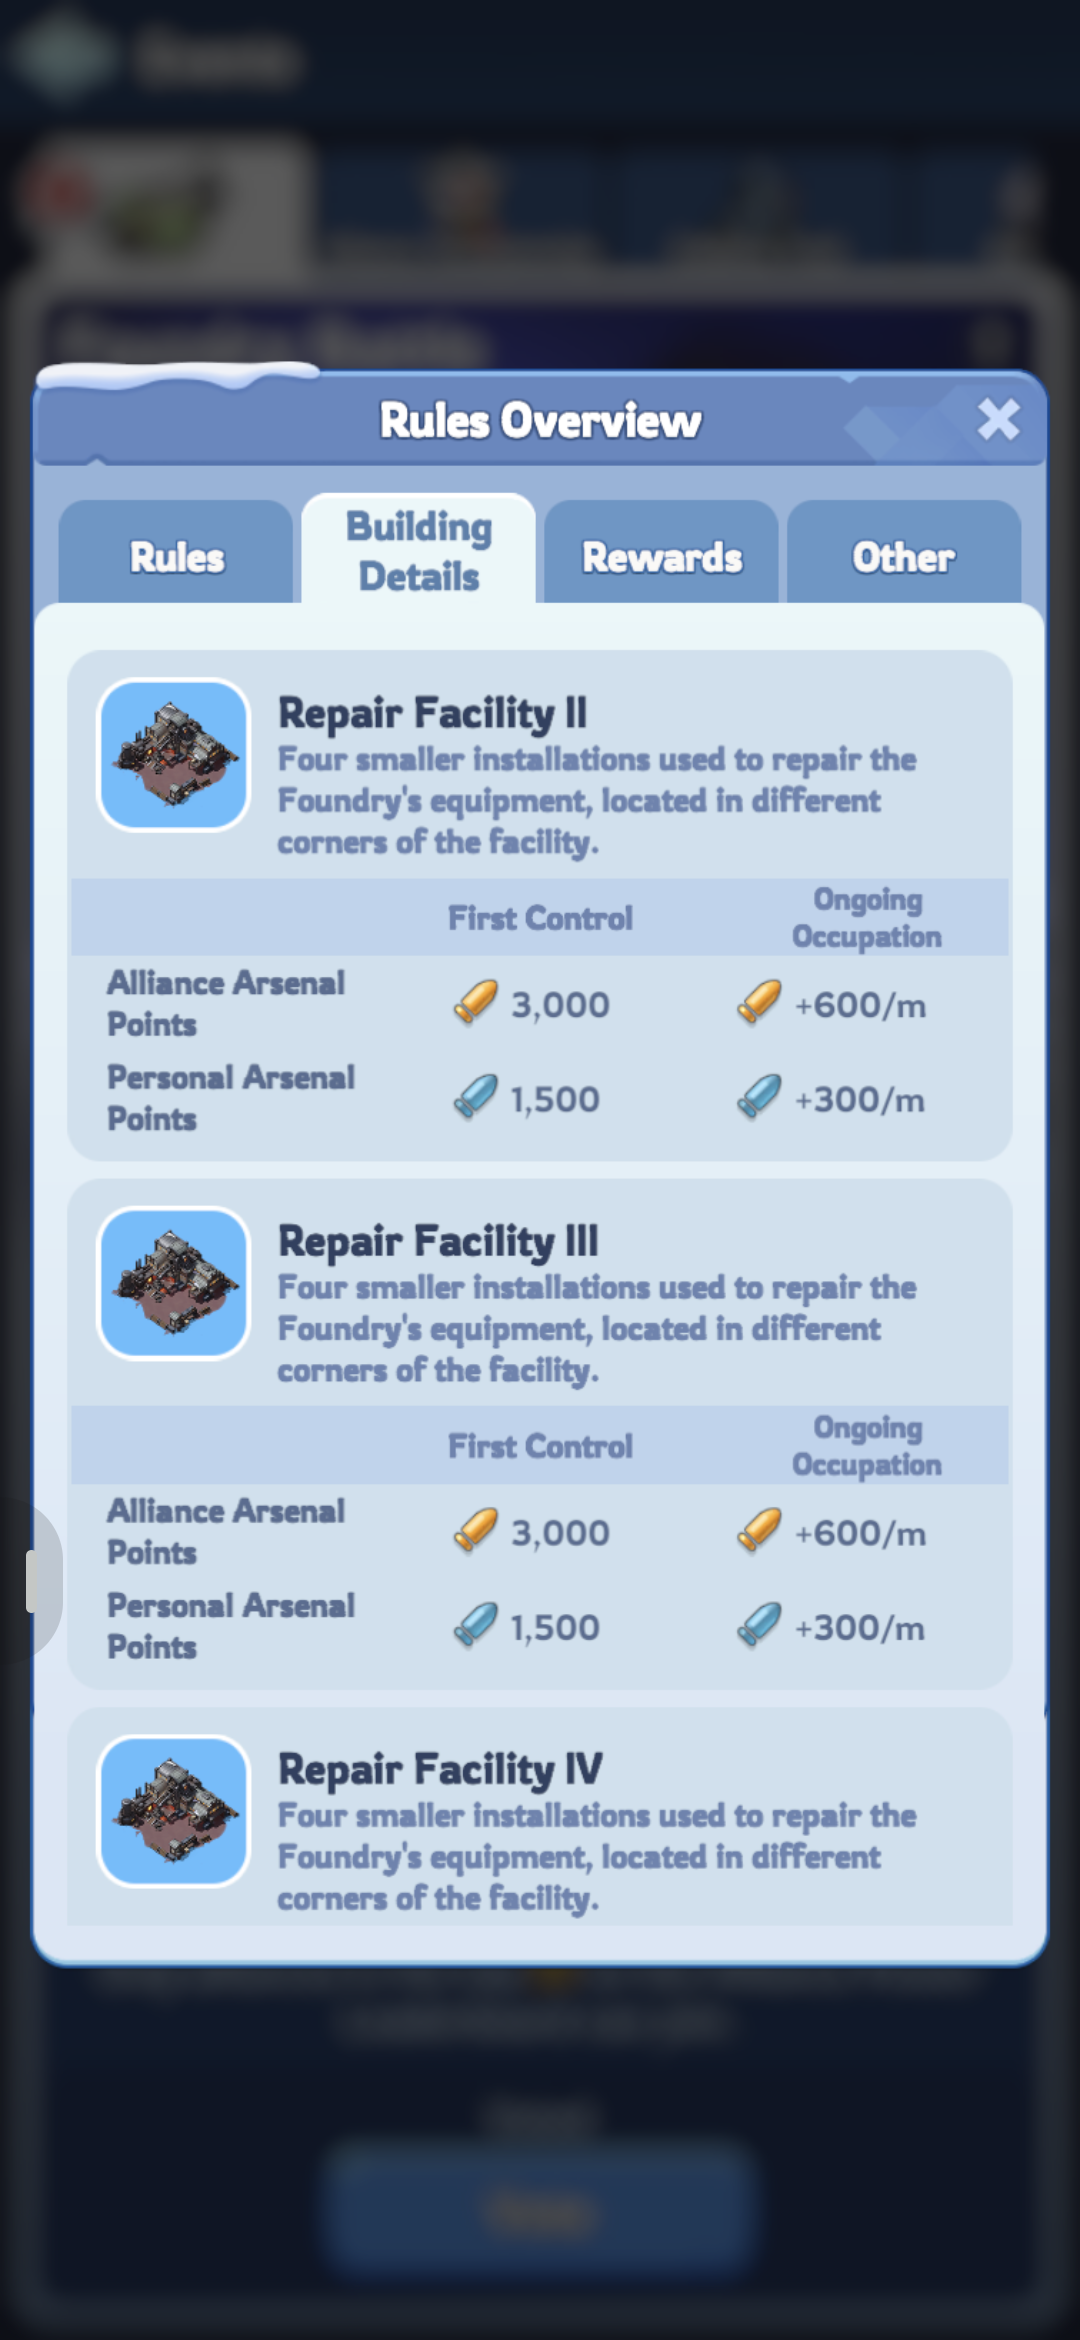 Rules Overview
Rules
Building
Details
Rewards
Other
Repair Facility II
Four smaller installations used to repair the
Foundry's equipment, located in different
corners of the facility.
First Control
Ongoing
Occupation
Alliance Arsenal
Points
3,000
+600/m
Personal Arsenal
Points
1,500
+300/m
Repair Facility III
Four smaller installations used to repair the
Foundry's equipment, located in different
corners of the facility.
First Control
Ongoing
Occupation
Alliance Arsenal
Points
3,000
+600/m
Personal Arsenal
Points
1,500
+300/m
Repair Facility IV
Four smaller installations used to repair the
Foundry's equipment, located in different
corners of the facility.